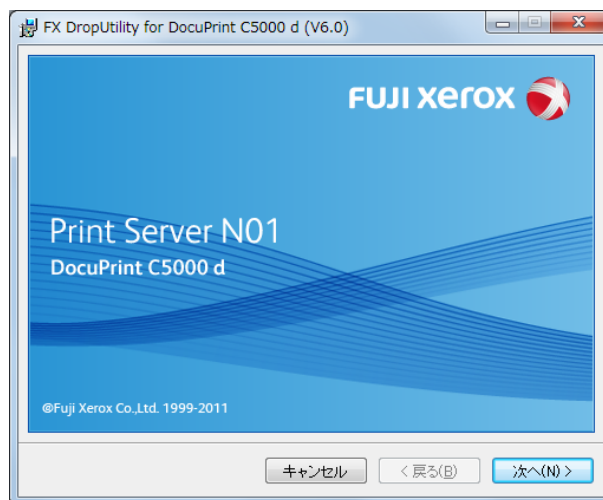 FX DropUtility for DocuPrint C5000 d (V6.0)
FUJI xerox
Print Server N01
DocuPrint C5000 d
@Fuji Xerox Co.,Ltd. 1999-2011
キャンセル
< 戻る(B)
次へ(N) >